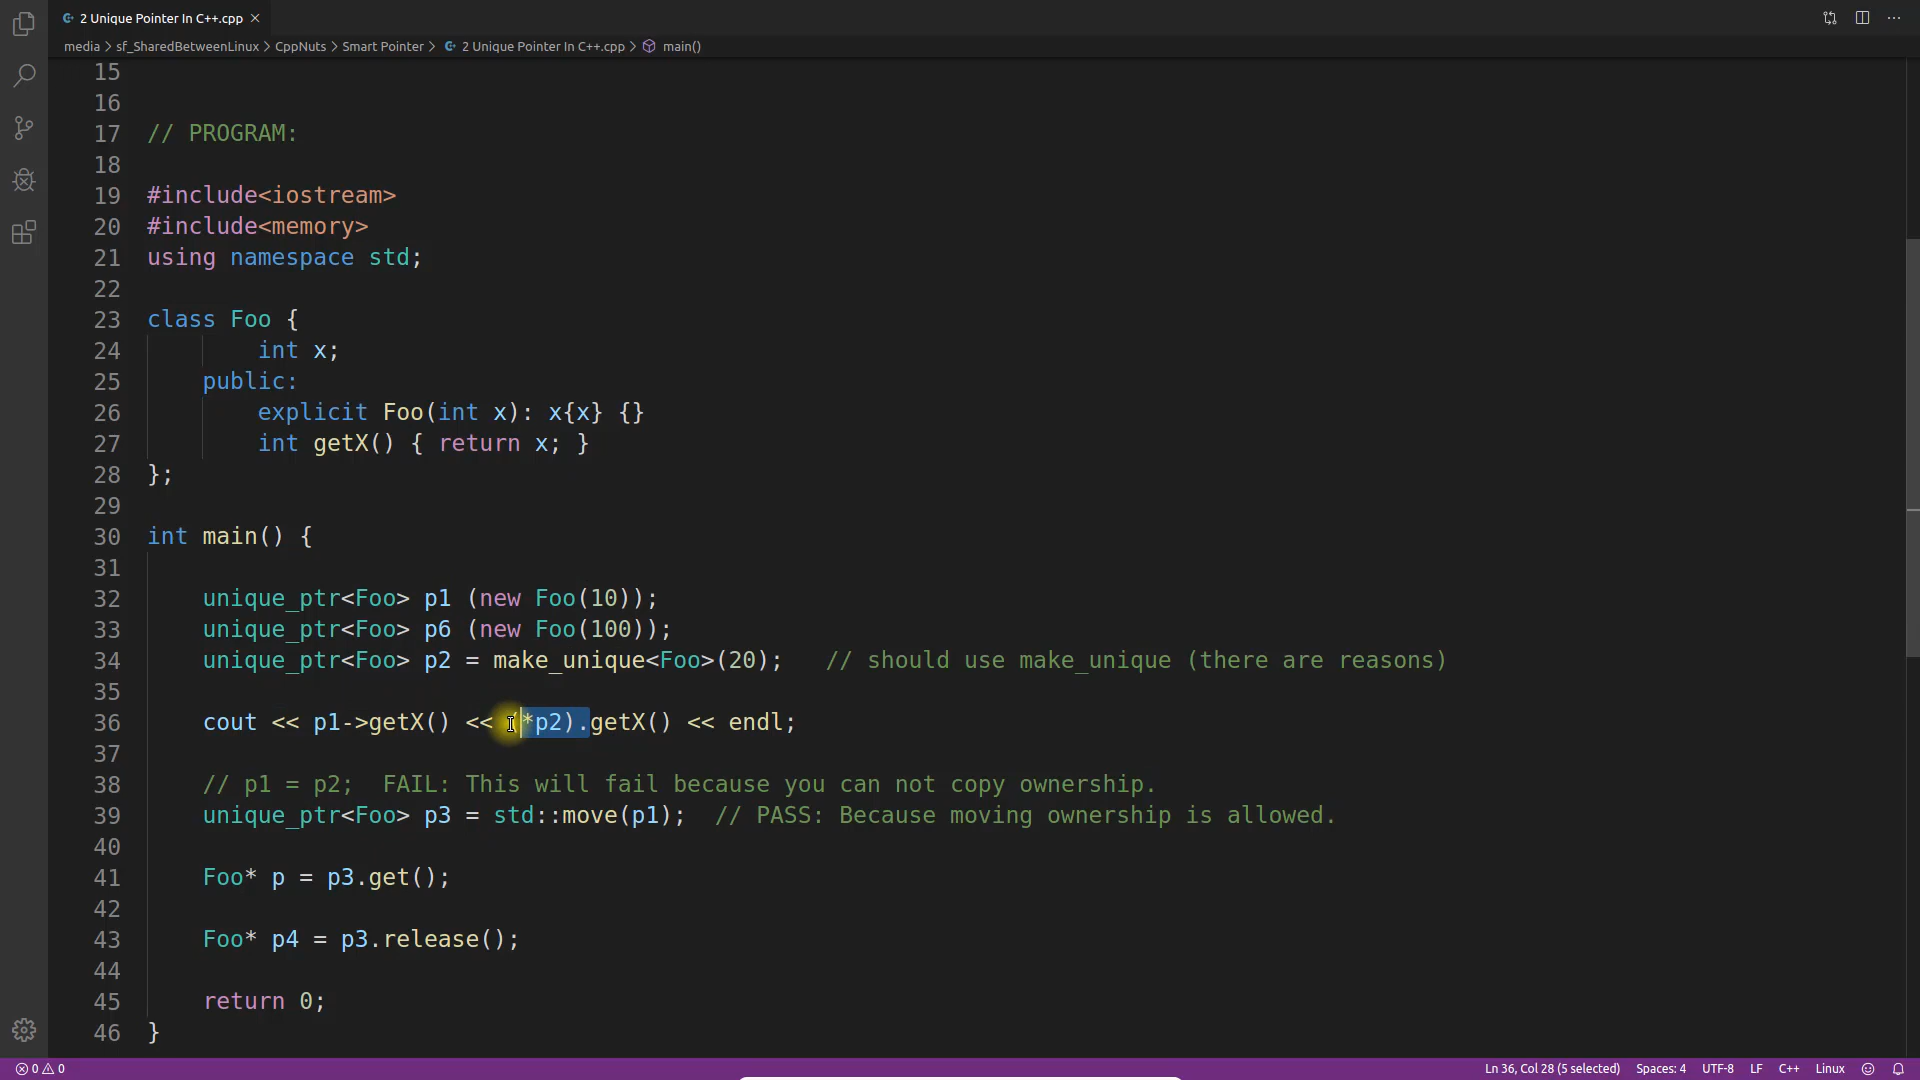 2 Unique Pointer In C++.cpp
media > sf_SharedBetweenLinux > CppNuts > Smart Pointer > 2 Unique Pointer In C++.cpp > main()
15
16
17 // PROGRAM:
18
19 #include<iostream>
20 #include<memory>
21 using namespace std;
22
23 class Foo {
24 int x;
25 public:
26 explicit Foo(int x): x{x} {}
27 int getX() { return x; }
28 };
29
30 int main() {
31
32 unique_ptr<Foo> p1 (new Foo(10));
33 unique_ptr<Foo> p6 (new Foo(100));
34 unique_ptr<Foo> p2 = make_unique<Foo>(20); // should use make_unique (there are reasons)
35
36 cout << p1->getX() << (*p2).getX() << endl;
37
38 // p1 = p2; FAIL: This will fail because you can not copy ownership.
39 unique_ptr<Foo> p3 = std::move(p1); // PASS: Because moving ownership is allowed.
40
41 Foo* p = p3.get();
42
43 Foo* p4 = p3.release();
44
45 return 0;
46 }
0 0 Ln 36, Col 28 (5 selected) Spaces: 4 UTF-8 LF C++ Linux